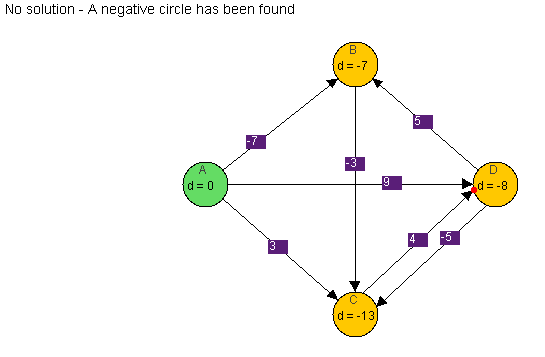 No solution - A negative circle has been found
B
d = -7
-7
5
-3
A
d = 0
9
D
d = -8
3
4
-5
C
d = -13